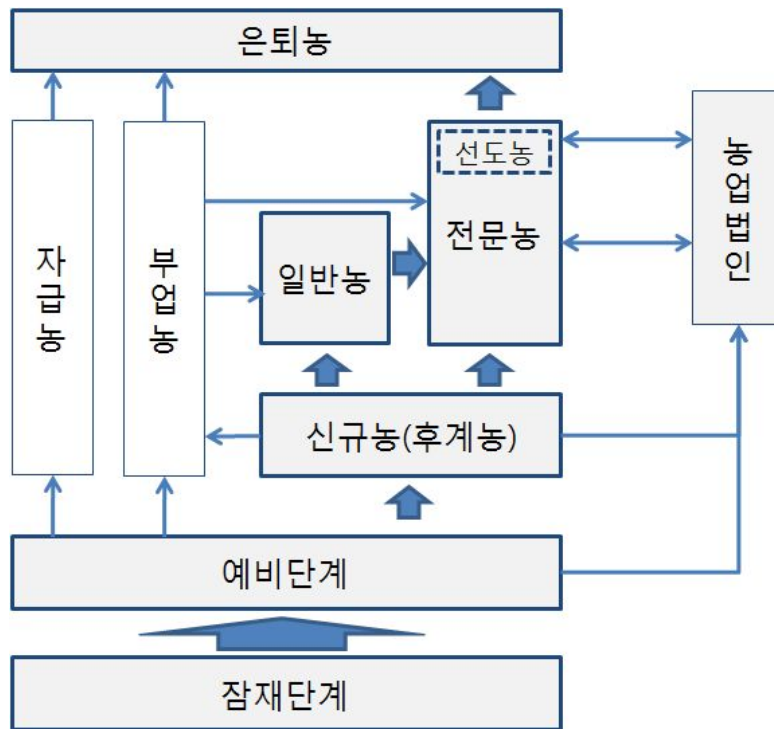 은퇴농
선도농
전문농
농업법인
일반농
자급농
부업농
신규농(후계농)
예비단계
잠재단계